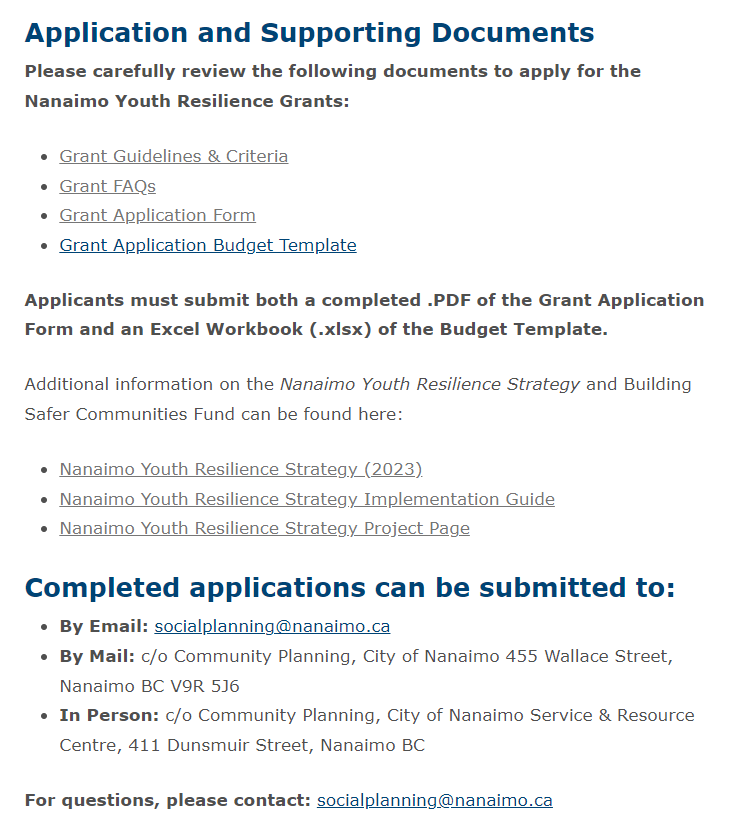 Application and Supporting Documents
Please carefully review the following documents to apply for the
Nanaimo Youth Resilience Grants:
• Grant Guidelines & Criteria
• Grant FAQs
• Grant Application Form
• Grant Application Budget Template
Applicants must submit both a completed .PDF of the Grant Application
Form and an Excel Workbook (.xlsx) of the Budget Template.
Additional information on the Nanaimo Youth Resilience Strategy and Building
Safer Communities Fund can be found here:
• Nanaimo Youth Resilience Strategy (2023)
• Nanaimo Youth Resilience Strategy Implementation Guide
• Nanaimo Youth Resilience Strategy Project Page
Completed applications can be submitted to:
• By Email: socialplanning@nanaimo.ca
• By Mail: c/o Community Planning, City of Nanaimo 455 Wallace Street,
Nanaimo BC V9R 5J6
• In Person: c/o Community Planning, City of Nanaimo Service & Resource
Centre, 411 Dunsmuir Street, Nanaimo BC
For questions, please contact: socialplanning@nanaimo.ca